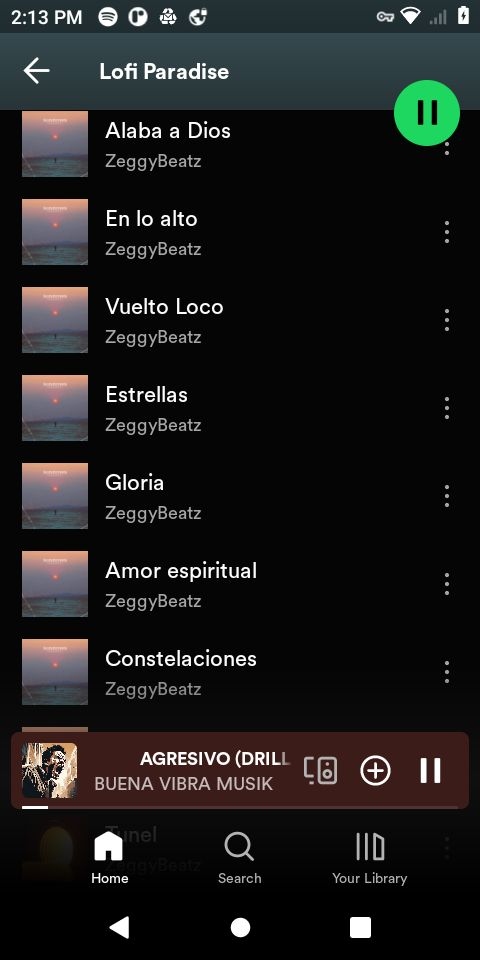 2:13 PM
Lofi Paradise
Alaba a Dios
ZeggyBeatz
En lo alto
ZeggyBeatz
Vuelto Loco
ZeggyBeatz
Estrellas
ZeggyBeatz
Gloria
ZeggyBeatz
Amor espiritual
ZeggyBeatz
Constelaciones
ZeggyBeatz
AGRESIVO (DRILL
BUENA VIBRA MUSIK
Tunel
ZeggyBeatz
Home
Search
Your Library